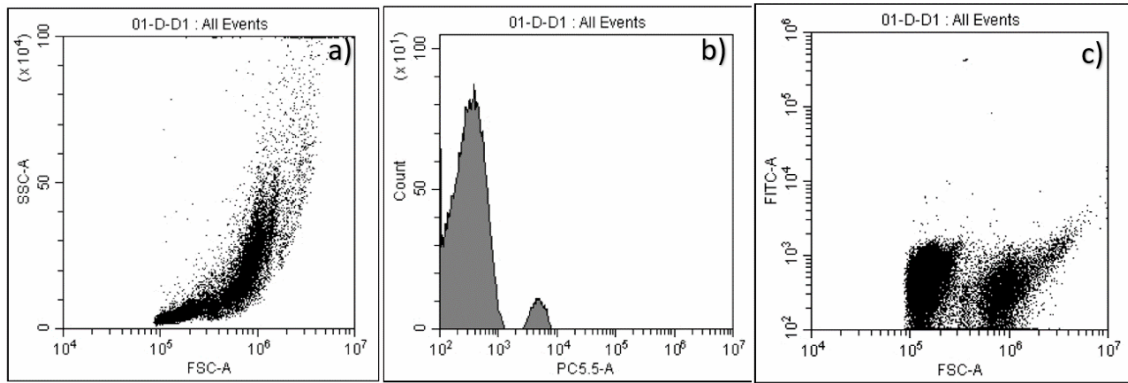 01-D-D1 : All Events
a)
(x 10⁴)
SSC-A
100
50
0
10⁴ 10⁵ 10⁶ 10⁷
FSC-A
01-D-D1 : All Events
b)
(x 10¹)
Count
100
50
0
10² 10³ 10⁴ 10⁵ 10⁶ 10⁷
PC5.5-A
01-D-D1 : All Events
c)
FITC-A
10⁶
10⁵
10⁴
10³
10²
10⁴ 10⁵ 10⁶ 10⁷
FSC-A